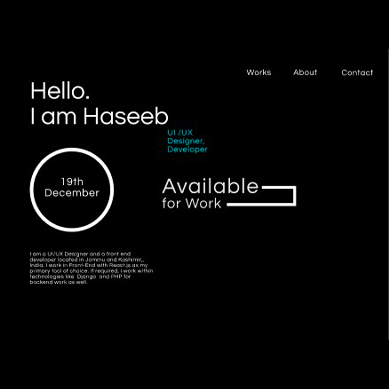 Works About Contact
Hello.
I am Haseeb
UI /UX
Designer,
Developer
19th
December
Available
for Work
I am a UI/UX Designer and a front end
developer located in Jammu and Kashmir,,
India. I work in Front-End with React js as my
primary tool of choice. If required, i work within
technologies like Django and PHP for
backend work as well.